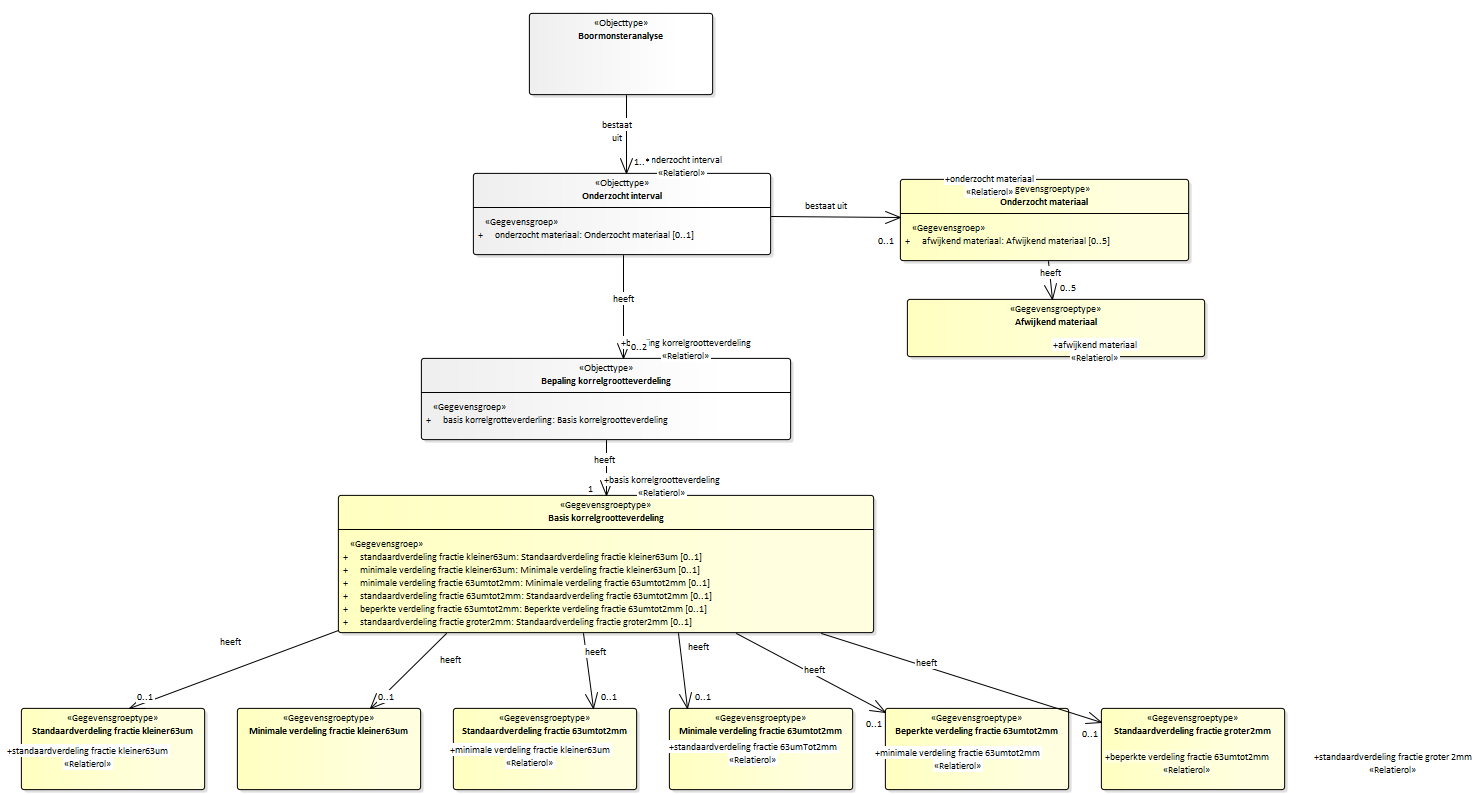 «Objecttype»
Boormonsteranalyse
bestaat
uit
1..* nderzocht interval
«Relatierol»
«Objecttype»
Onderzocht interval
«Gegevensgroep»
+ onderzocht materiaal: Onderzocht materiaal [0..1]
bestaat uit
0..1
+onderzocht materiaal
«Relatierol» gevensgroeptype»
Onderzocht materiaal
«Gegevensgroep»
+ afwijkend materiaal: Afwijkend materiaal [0..5]
heeft
0..5
«Gegevensgroeptype»
Afwijkend materiaal
+afwijkend materiaal
«Relatierol»
heeft
0..2 ing korrelgrootteverdeling
«Relatierol»
«Objecttype»
Bepaling korrelgrootteverdeling
«Gegevensgroep»
+ basis korrelgrotteverderling: Basis korrelgrootteverdeling
heeft
+basis korrelgrootteverdeling
1
«Relatierol»
«Gegevensgroeptype»
Basis korrelgrootteverdeling
«Gegevensgroep»
+ standaardverdeling fractie kleiner63um: Standaardverdeling fractie kleiner63um [0..1]
+ minimale verdeling fractie kleiner63um: Minimale verdeling fractie kleiner63um [0..1]
+ minimale verdeling fractie 63umtot2mm: Minimale verdeling fractie 63umtot2mm [0..1]
+ standaardverdeling fractie 63umtot2mm: Standaardverdeling fractie 63umtot2mm [0..1]
+ beperkte verdeling fractie 63umtot2mm: Beperkte verdeling fractie 63umtot2mm [0..1]
+ standaardverdeling fractie groter2mm: Standaardverdeling fractie groter2mm [0..1]
heeft
heeft
heeft
heeft
heeft
heeft
0..1
0..1
0..1
0..1
0..1
0..1
«Gegevensgroeptype»
Standaardverdeling fractie kleiner63um
+standaardverdeling fractie kleiner63um
«Relatierol»
«Gegevensgroeptype»
Minimale verdeling fractie kleiner63um
«Gegevensgroeptype»
Standaardverdeling fractie 63umtot2mm
+minimale verdeling fractie kleiner63um
«Relatierol»
«Gegevensgroeptype»
Minimale verdeling fractie 63umtot2mm
+standaardverdeling fractie 63umTot2mm
«Relatierol»
«Gegevensgroeptype»
Beperkte verdeling fractie 63umtot2mm
+minimale verdeling fractie 63umtot2mm
«Relatierol»
«Gegevensgroeptype»
Standaardverdeling fractie groter2mm
+beperkte verdeling fractie 63umtot2mm
«Relatierol»
+standaardverdeling fractie groter 2mm
«Relatierol»